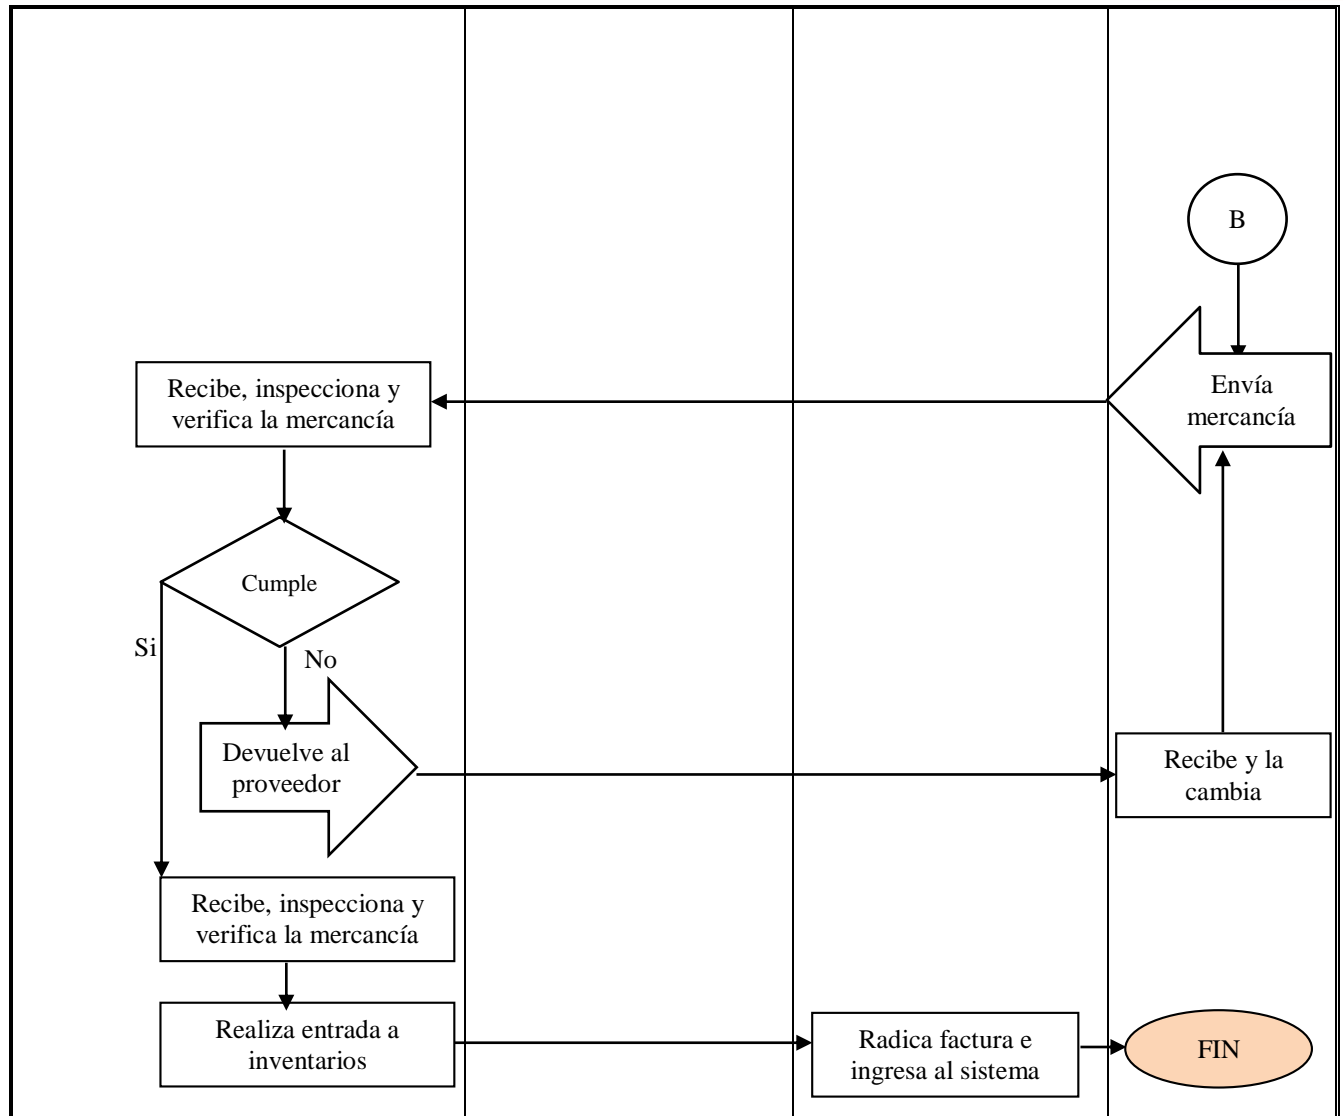 B
Envía
mercancía
Recibe, inspecciona y
verifica la mercancía
Cumple
Si
No
Devuelve al
proveedor
Recibe y la
cambia
Recibe, inspecciona y
verifica la mercancía
Realiza entrada a
inventarios
Radica factura e
ingresa al sistema
FIN